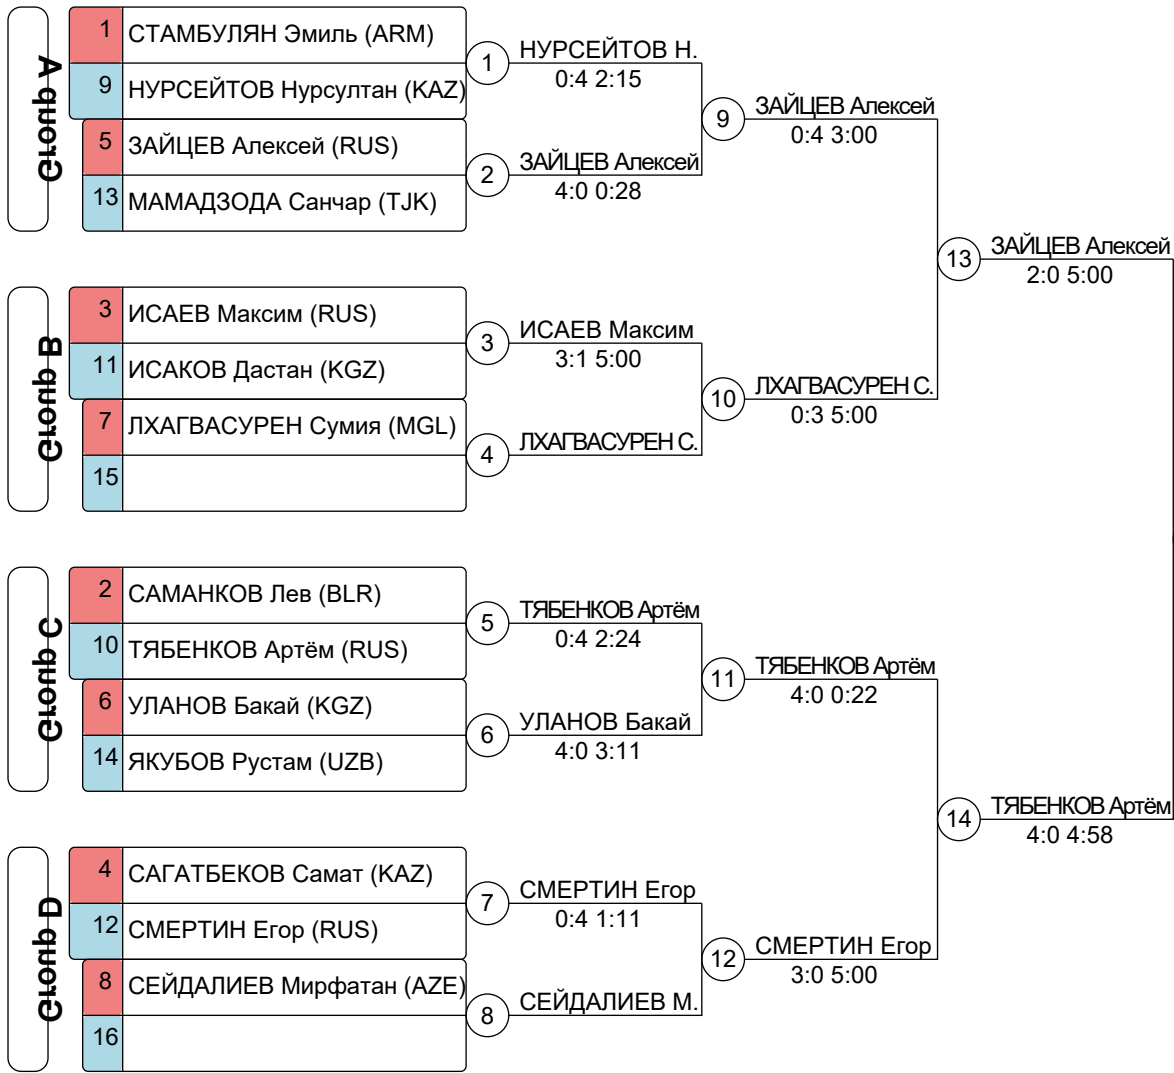 Group A
1 СТАМБУЛЯН Эмиль (ARM)
9 НУРСЕЙТОВ Нурсултан (KAZ)
5 ЗАЙЦЕВ Алексей (RUS)
13 МАМАДЗОДА Санчар (TJK)
1 НУРСЕЙТОВ Н.
0:4 2:15
2 ЗАЙЦЕВ Алексей
4:0 0:28
9 ЗАЙЦЕВ Алексей
0:4 3:00
Group B
3 ИСАЕВ Максим (RUS)
11 ИСАКОВ Дастан (KGZ)
7 ЛХАГВАСУРЕН Сумия (MGL)
15
3 ИСАЕВ Максим
3:1 5:00
4 ЛХАГВАСУРЕН С.
10 ЛХАГВАСУРЕН С.
0:3 5:00
13 ЗАЙЦЕВ Алексей
2:0 5:00
Group C
2 САМАНКОВ Лев (BLR)
10 ТЯБЕНКОВ Артём (RUS)
6 УЛАНОВ Бакай (KGZ)
14 ЯКУБОВ Рустам (UZB)
5 ТЯБЕНКОВ Артём
0:4 2:24
6 УЛАНОВ Бакай
4:0 3:11
11 ТЯБЕНКОВ Артём
4:0 0:22
Group D
4 САГАТБЕКОВ Самат (KAZ)
12 СМЕРТИН Егор (RUS)
8 СЕЙДАЛИЕВ Мирфатан (AZE)
16
7 СМЕРТИН Егор
0:4 1:11
8 СЕЙДАЛИЕВ М.
12 СМЕРТИН Егор
3:0 5:00
14 ТЯБЕНКОВ Артём
4:0 4:58